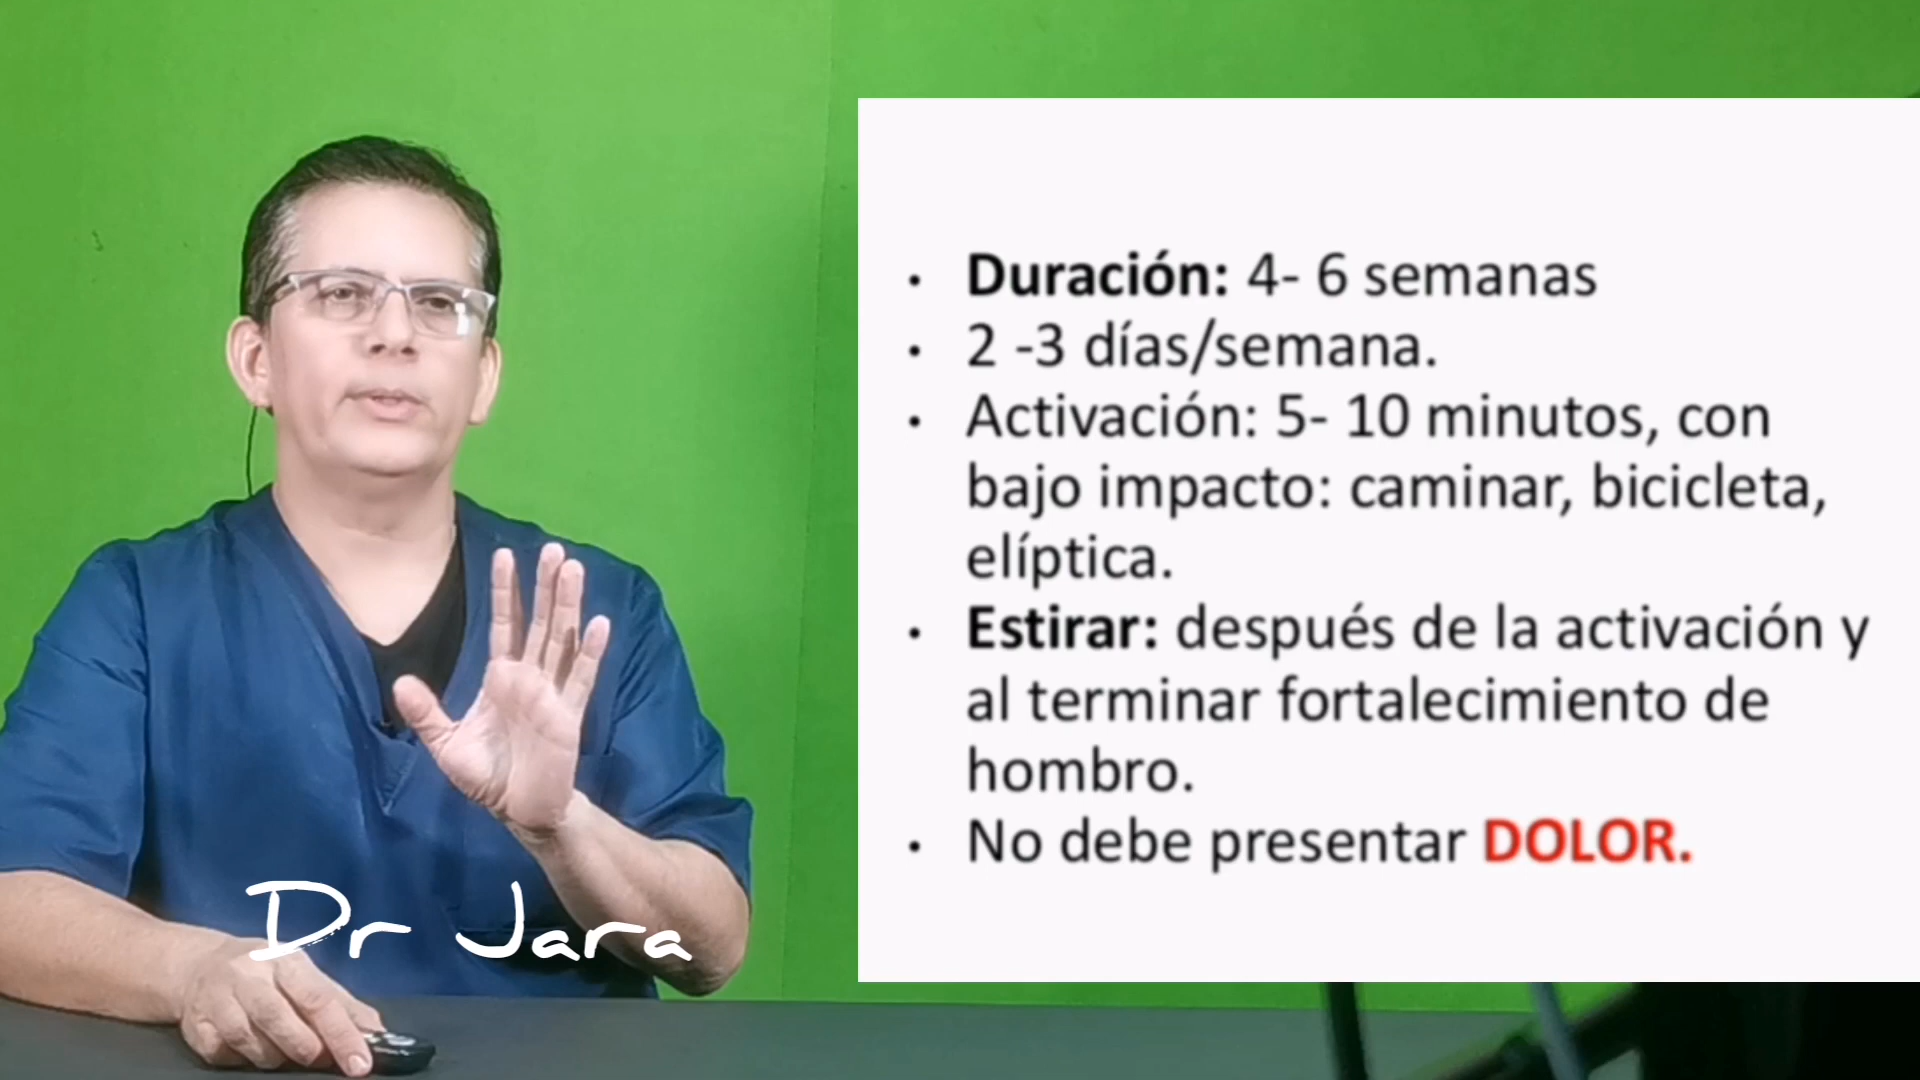 • Duración: 4- 6 semanas
• 2 -3 días/semana.
• Activación: 5- 10 minutos, con
bajo impacto: caminar, bicicleta,
elíptica.
• Estirar: después de la activación y
al terminar fortalecimiento de
hombro.
• No debe presentar DOLOR.
Dr Jara